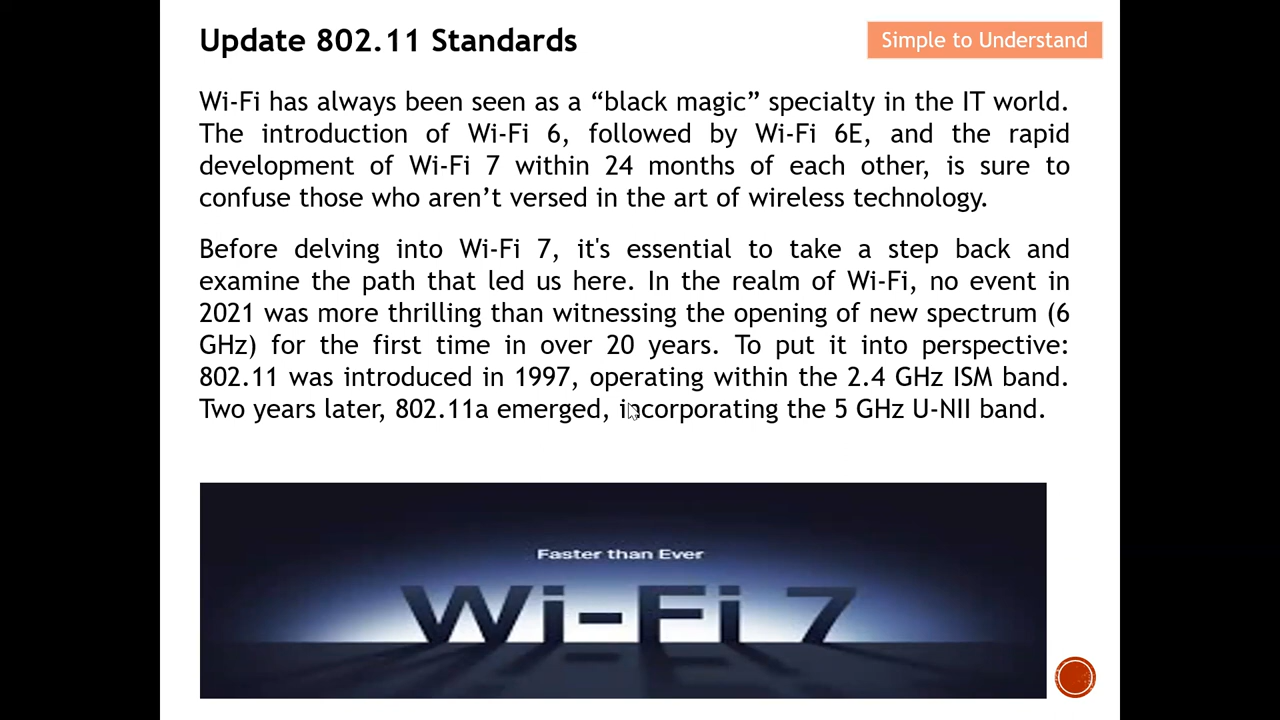 Update 802.11 Standards
Simple to Understand
Wi-Fi has always been seen as a “black magic” specialty in the IT world.
The introduction of Wi-Fi 6, followed by Wi-Fi 6E, and the rapid
development of Wi-Fi 7 within 24 months of each other, is sure to
confuse those who aren’t versed in the art of wireless technology.
Before delving into Wi-Fi 7, it's essential to take a step back and
examine the path that led us here. In the realm of Wi-Fi, no event in
2021 was more thrilling than witnessing the opening of new spectrum (6
GHz) for the first time in over 20 years. To put it into perspective:
802.11 was introduced in 1997, operating within the 2.4 GHz ISM band.
Two years later, 802.11a emerged, incorporating the 5 GHz U-NII band.
Faster than Ever
Wi-Fi 7